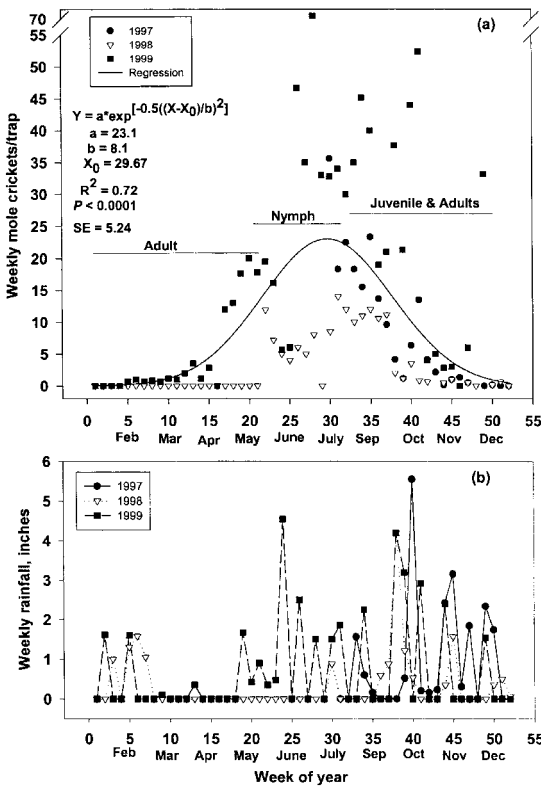 (a)
1997
1998
1999
Regression
Y = a*exp[-0.5((X-X0)/b)2]
a = 23.1
b = 8.1
X0 = 29.67
R2 = 0.72
P < 0.0001
SE = 5.24
Adult
Nymph
Juvenile & Adults
Weekly mole crickets/trap
70
55
50
45
40
35
30
25
20
15
10
5
0
0 5 10 15 20 25 30 35 40 45 50 55
Feb Mar Apr May June July Sep Oct Nov Dec
(b)
1997
1998
1999
Weekly rainfall, inches
6
5
4
3
2
1
0
0 5 10 15 20 25 30 35 40 45 50 55
Feb Mar Apr May June July Sep Oct Nov Dec
Week of year